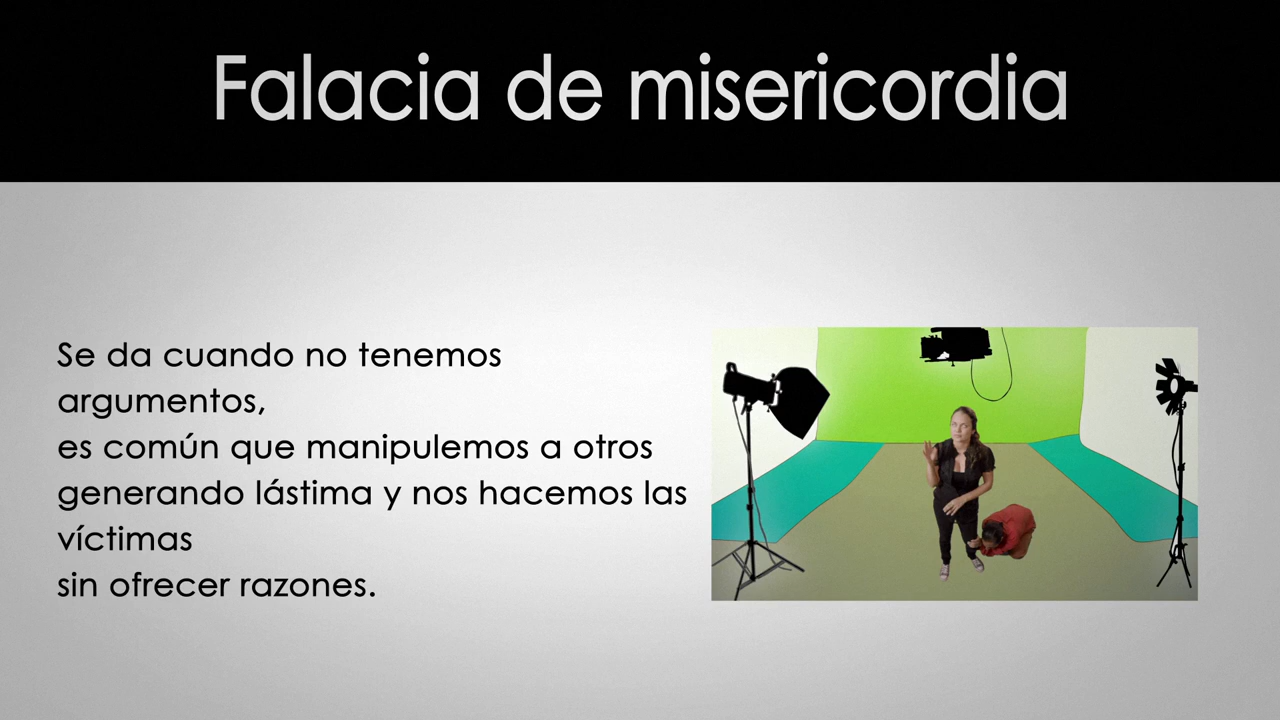 Falacia de misericordia
Se da cuando no tenemos
argumentos,
es común que manipulemos a otros
generando lástima y nos hacemos las
víctimas
sin ofrecer razones.